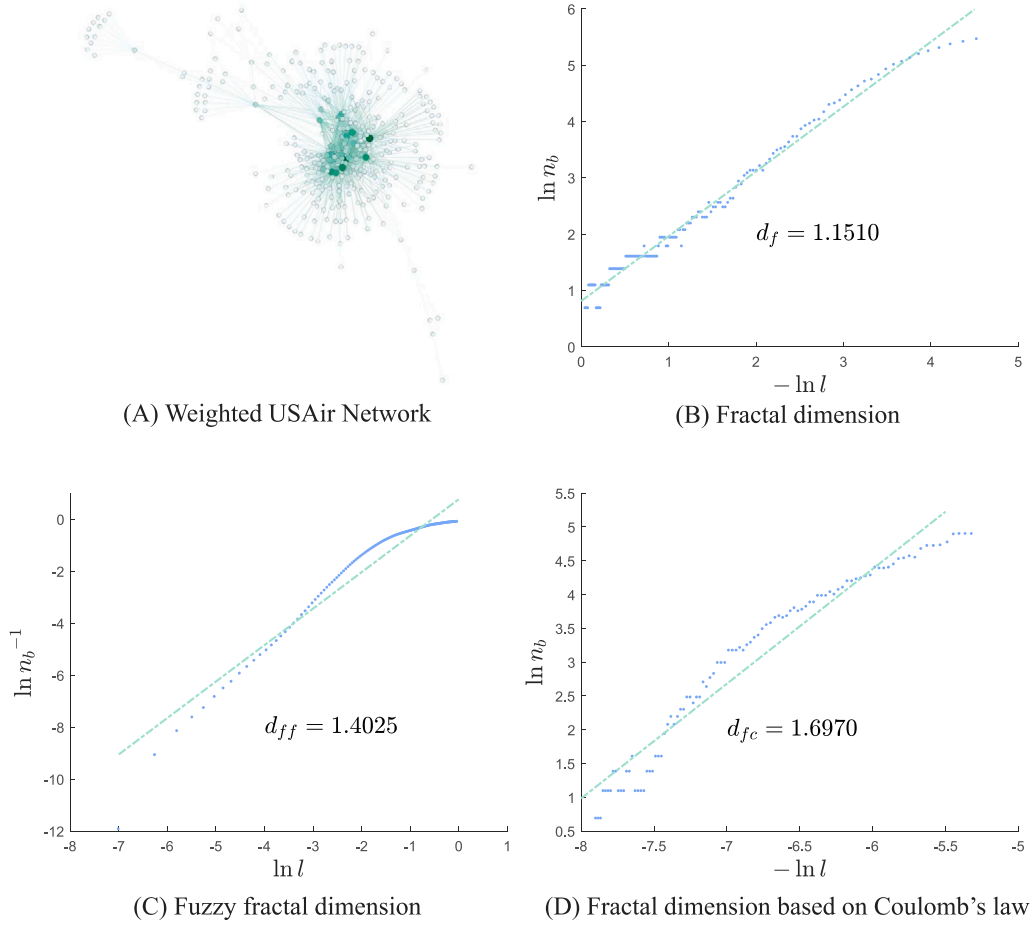 (A) Weighted USAir Network
6
5
4
3
2
1
0
ln n_b
d_f = 1.1510
0 1 2 3 4 5
− ln l
(B) Fractal dimension
0
-2
-4
-6
-8
-10
-12
ln n_b^{-1}
d_{ff} = 1.4025
-8 -7 -6 -5 -4 -3 -2 -1 0 1
ln l
(C) Fuzzy fractal dimension
5.5
5
4.5
4
3.5
3
2.5
2
1.5
1
0.5
ln n_b
d_{fc} = 1.6970
-8 -7.5 -7 -6.5 -6 -5.5 -5
− ln l
(D) Fractal dimension based on Coulomb's law